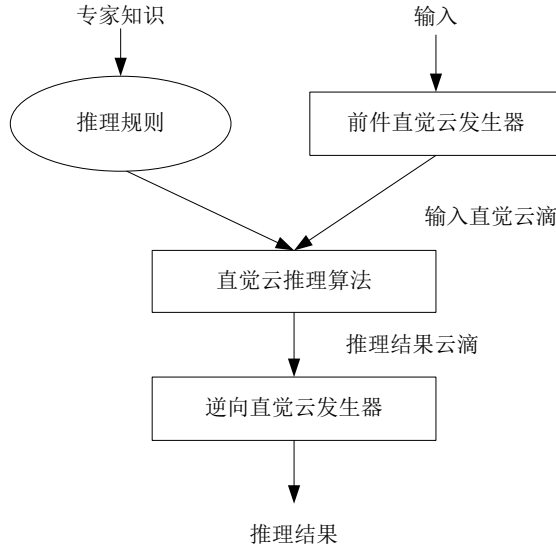 专家知识
输入
推理规则
前件直觉云发生器
输入直觉云滴
直觉云推理算法
推理结果云滴
逆向直觉云发生器
推理结果